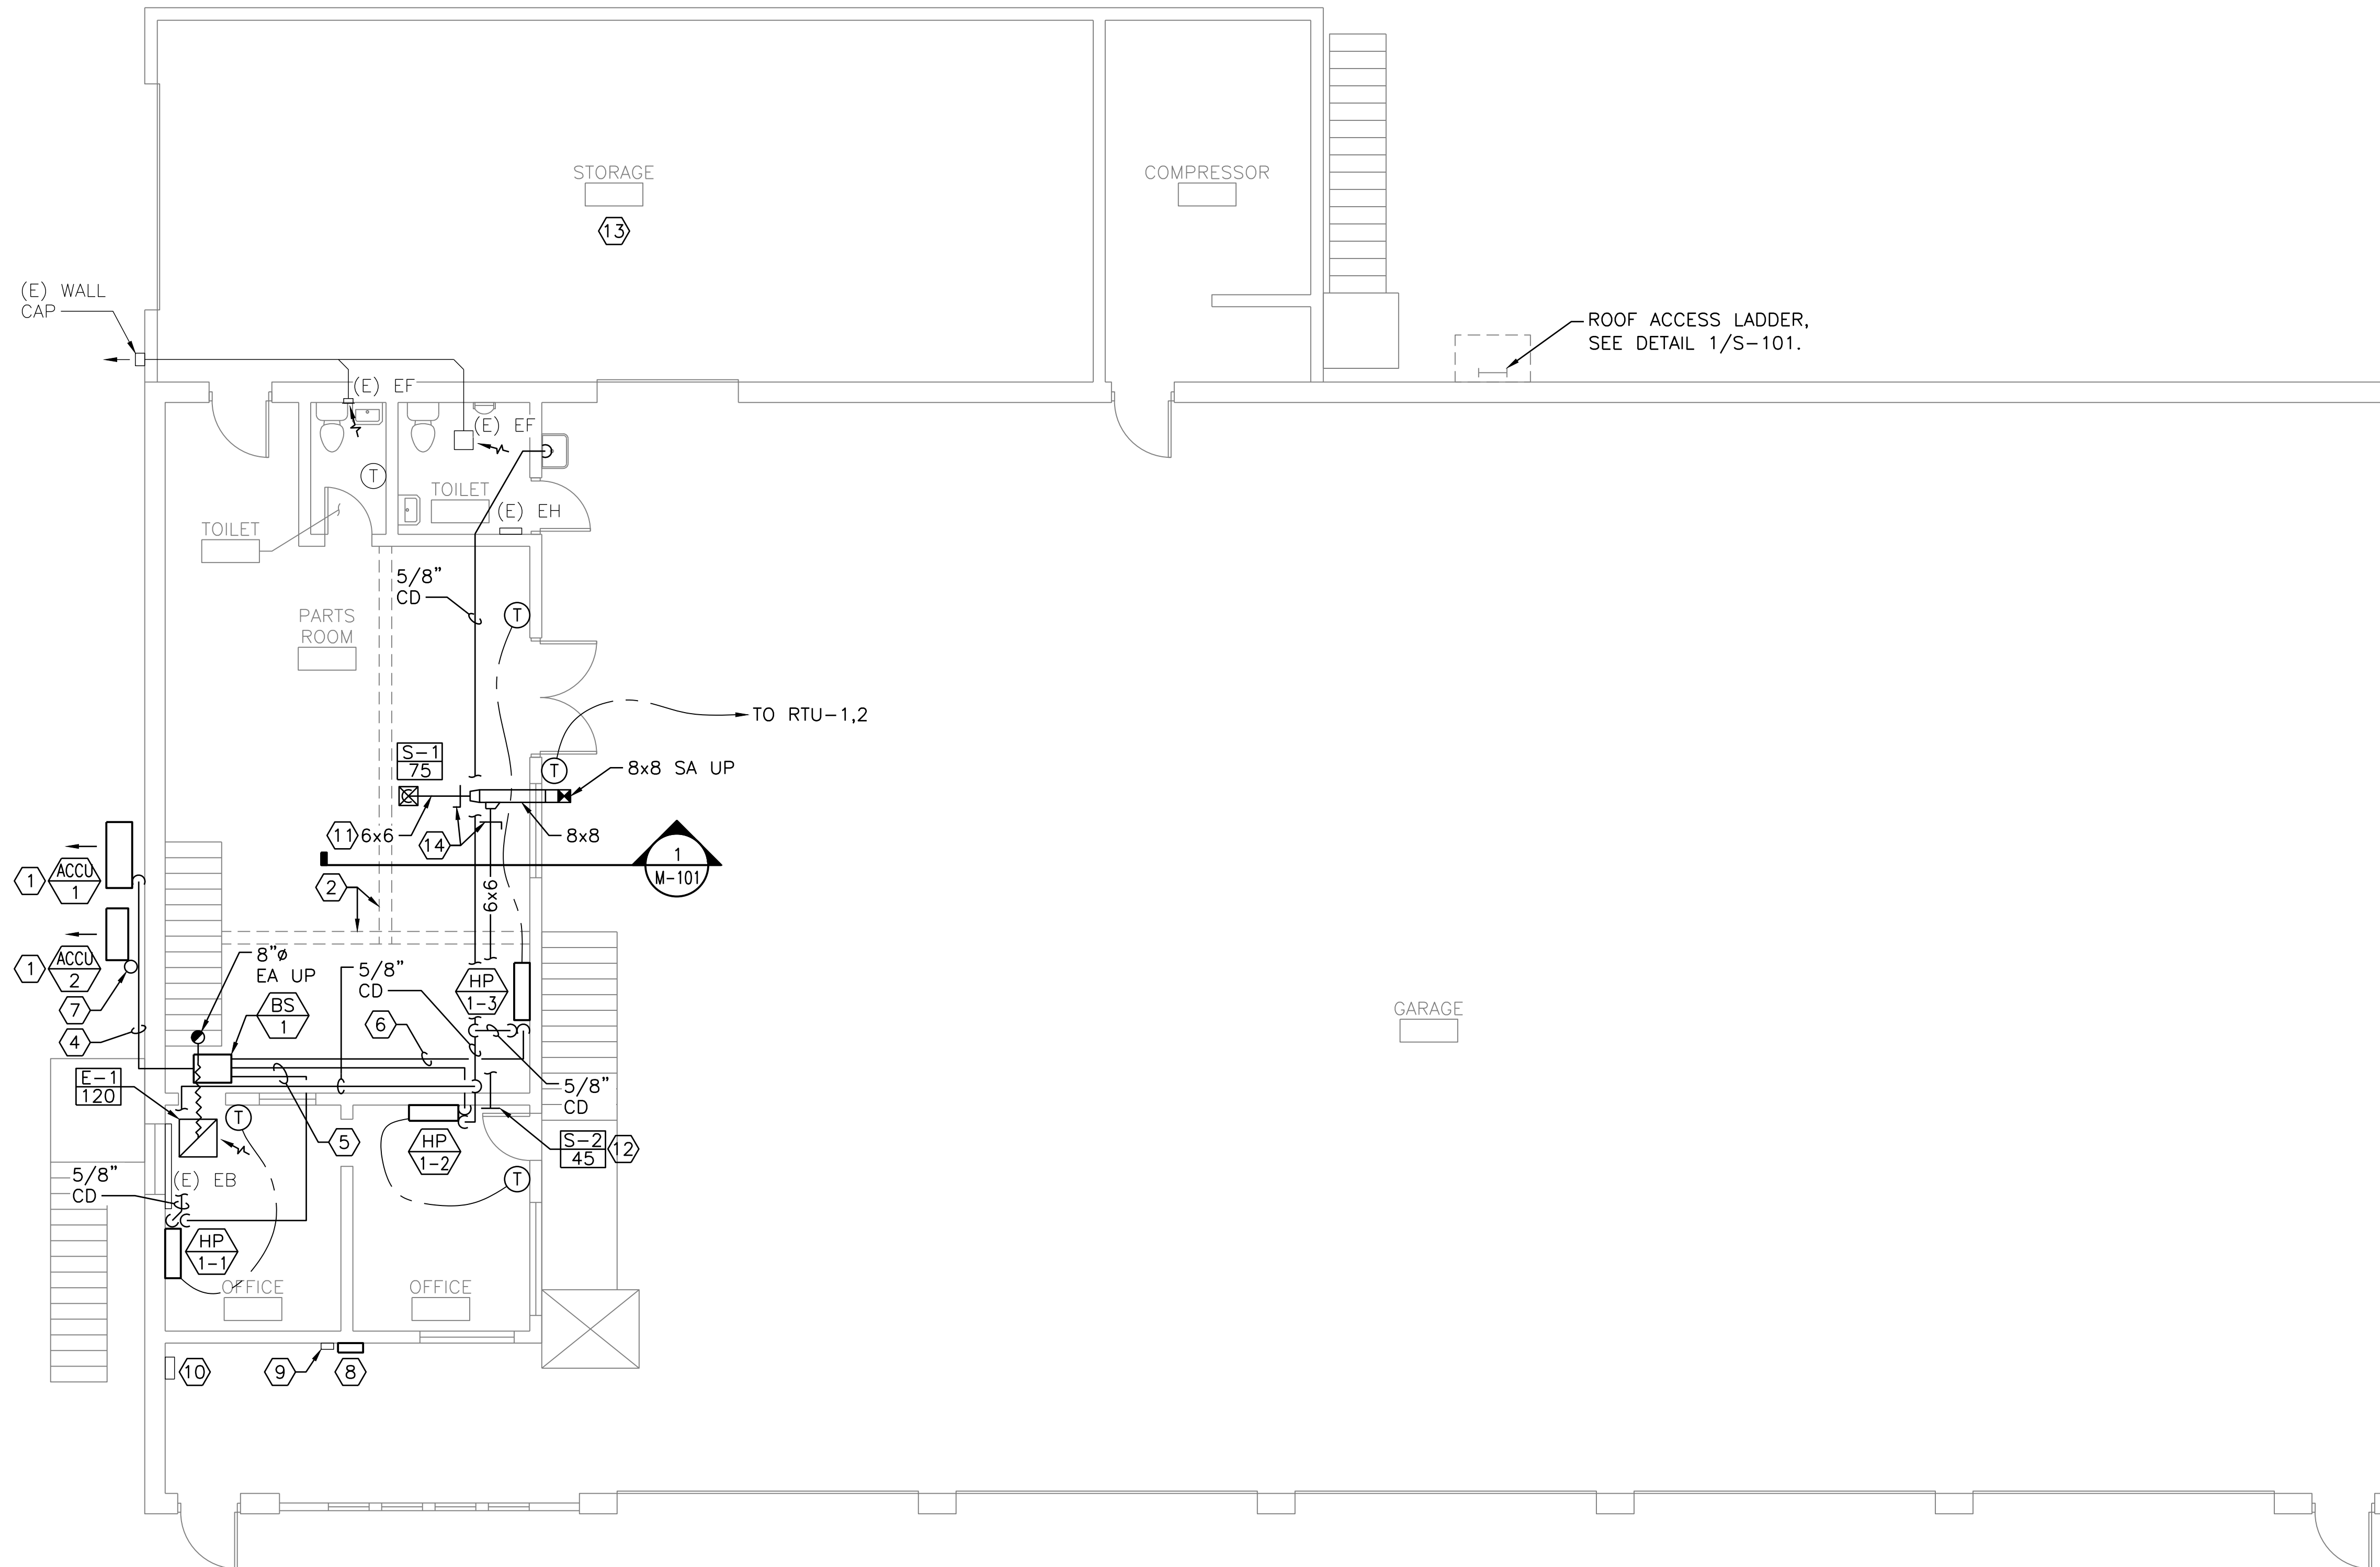 STORAGE
13
COMPRESSOR
(E) WALL
CAP
ROOF ACCESS LADDER,
SEE DETAIL 1/S-101.
(E) EF
(E) EF
T
TOILET
(E) EH
TOILET
5/8"
CD
T
PARTS
ROOM
TO RTU-1,2
S-1
75
T
8x8 SA UP
11
6x6
14
8x8
1
M-101
1
ACCU
1
2
6x6
1
ACCU
2
8"ø
EA UP
5/8"
CD
HP
1-3
7
BS
1
6
4
GARAGE
E-1
120
T
5/8"
CD
5
HP
1-2
S-2
45
12
5/8"
CD
(E) EB
T
HP
1-1
OFFICE
OFFICE
10
9
8